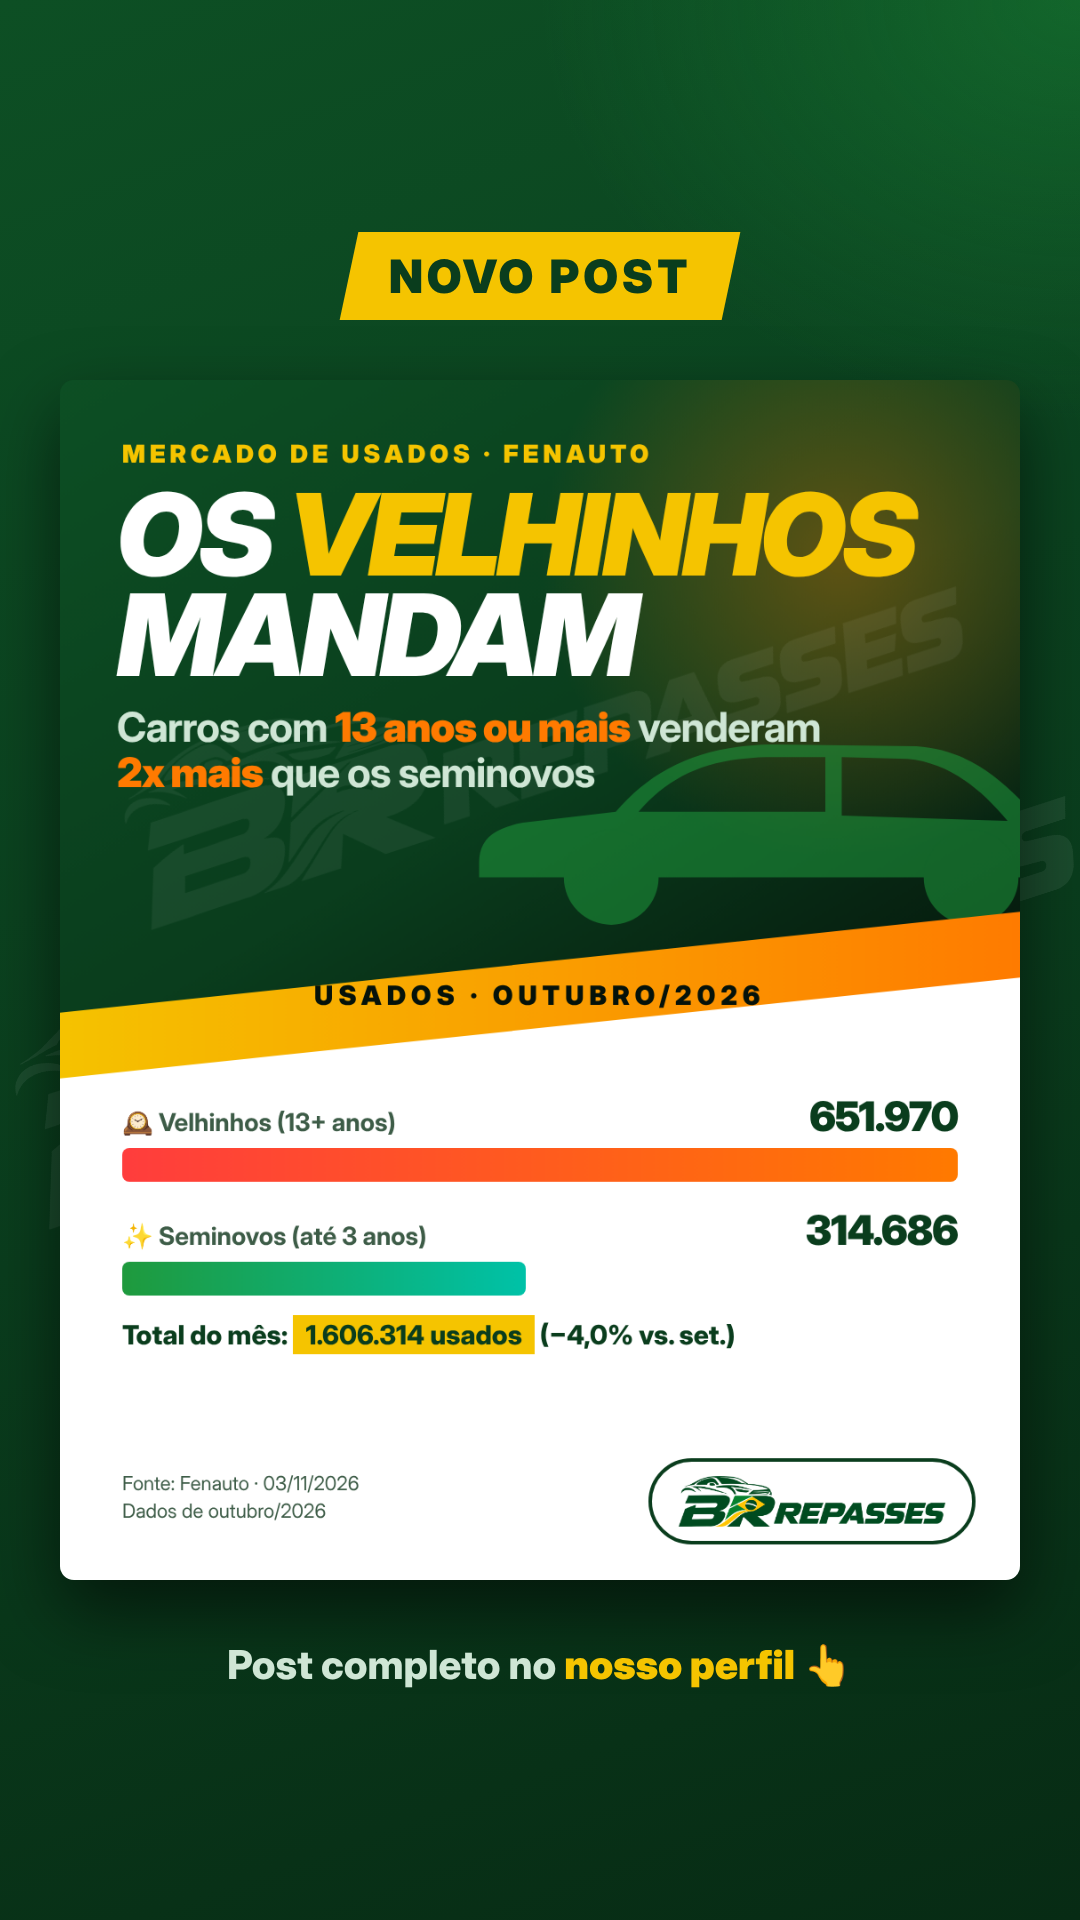 NOVO POST
MERCADO DE USADOS · FENAUTO
OS VELHINHOS
MANDAM
Carros com 13 anos ou mais venderam
2x mais que os seminovos
BR REPASSES
USADOS · OUTUBRO/2026
🕰️ Velhinhos (13+ anos) 651.970
✨ Seminovos (até 3 anos) 314.686
Total do mês: 1.606.314 usados (−4,0% vs. set.)
Fonte: Fenauto · 03/11/2026
Dados de outubro/2026
BR REPASSES
Post completo no nosso perfil 👆